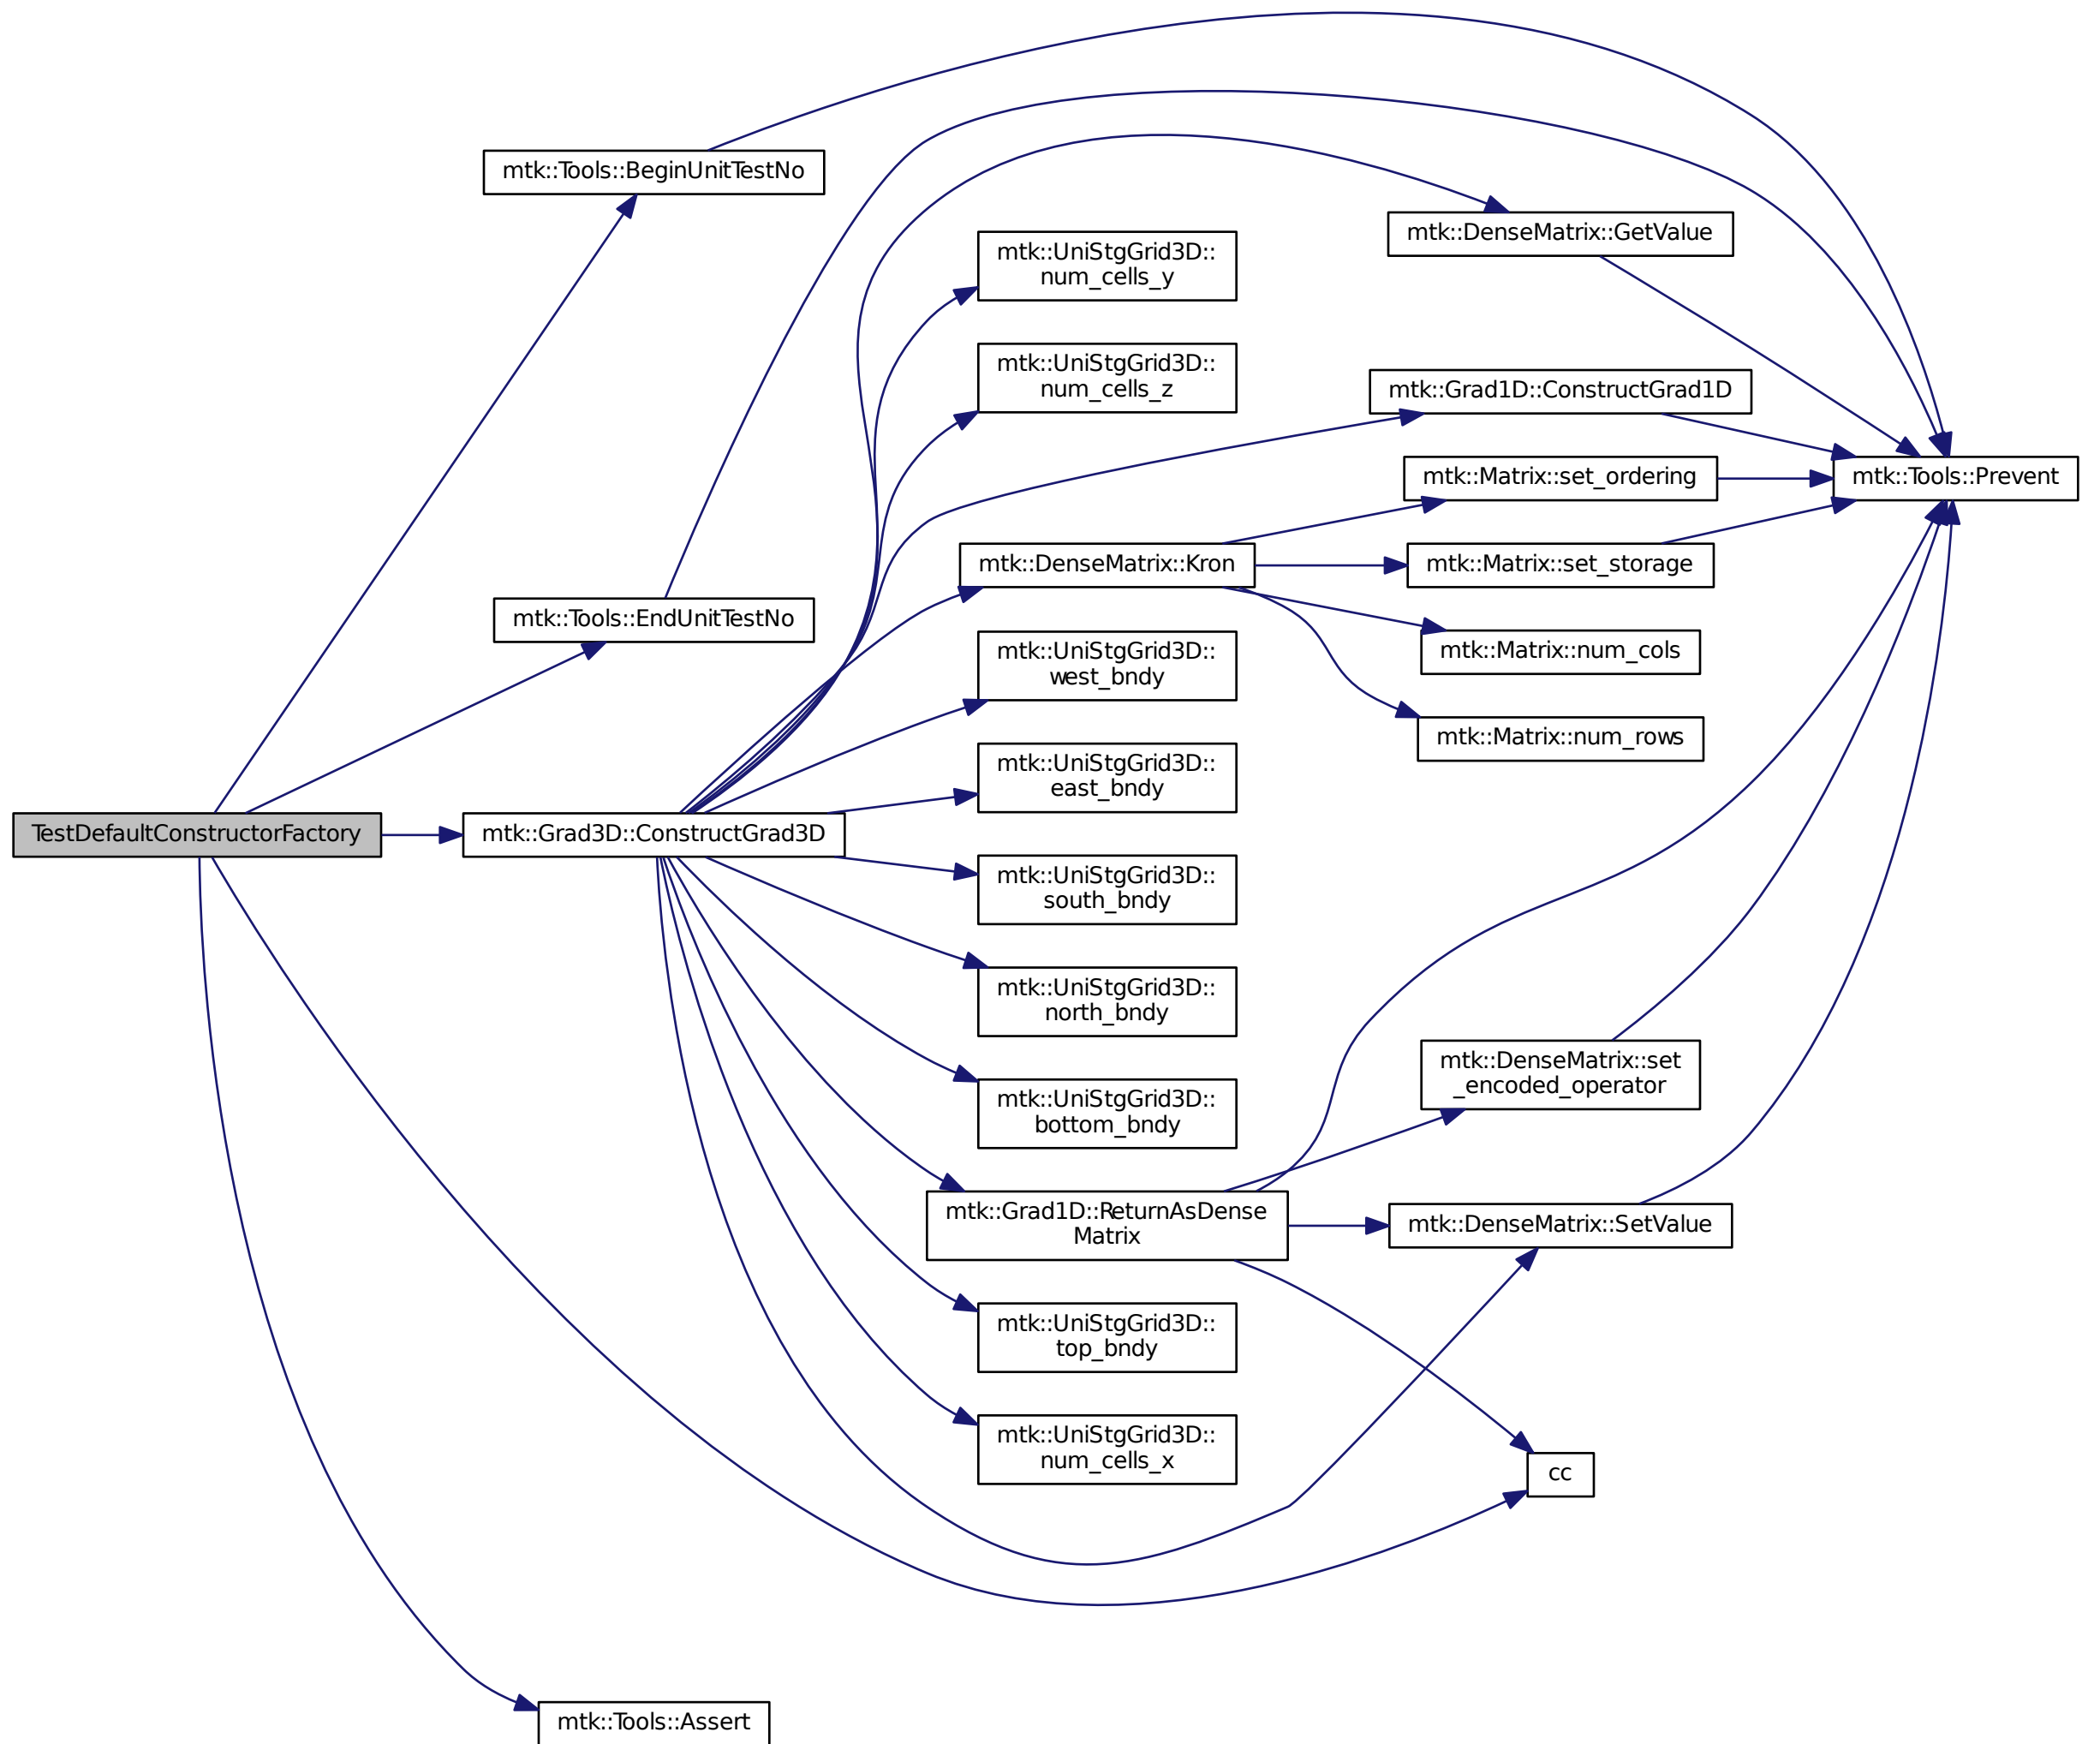 mtk::Tools::BeginUnitTestNo
mtk::DenseMatrix::GetValue
mtk::UniStgGrid3D::
num_cells_y
mtk::UniStgGrid3D::
num_cells_z
mtk::Grad1D::ConstructGrad1D
mtk::Matrix::set_ordering
mtk::Tools::Prevent
mtk::DenseMatrix::Kron
mtk::Matrix::set_storage
mtk::Tools::EndUnitTestNo
mtk::UniStgGrid3D::
west_bndy
mtk::Matrix::num_cols
mtk::Matrix::num_rows
mtk::UniStgGrid3D::
east_bndy
TestDefaultConstructorFactory
mtk::Grad3D::ConstructGrad3D
mtk::UniStgGrid3D::
south_bndy
mtk::UniStgGrid3D::
north_bndy
mtk::DenseMatrix::set
_encoded_operator
mtk::UniStgGrid3D::
bottom_bndy
mtk::Grad1D::ReturnAsDense
Matrix
mtk::DenseMatrix::SetValue
mtk::UniStgGrid3D::
top_bndy
mtk::UniStgGrid3D::
num_cells_x
cc
mtk::Tools::Assert